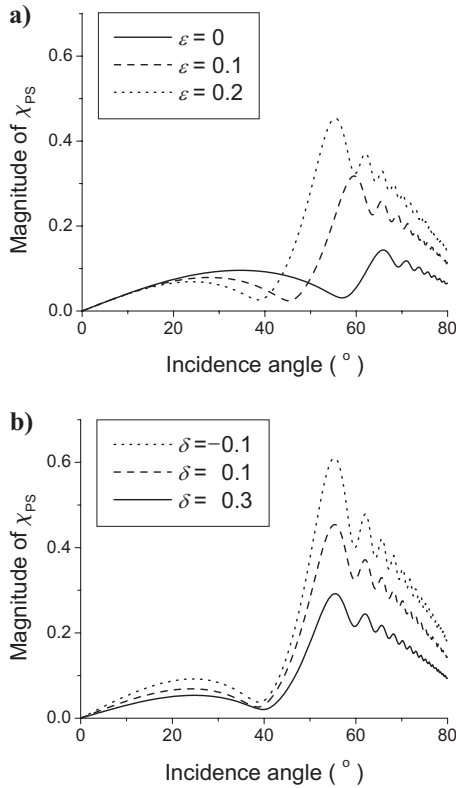 a)
ε = 0
ε = 0.1
ε = 0.2
Magnitude of χPS
0.6
0.4
0.2
0.0
0 20 40 60 80
Incidence angle ( ° )
b)
δ = −0.1
δ = 0.1
δ = 0.3
Magnitude of χPS
0.6
0.4
0.2
0.0
0 20 40 60 80
Incidence angle ( ° )